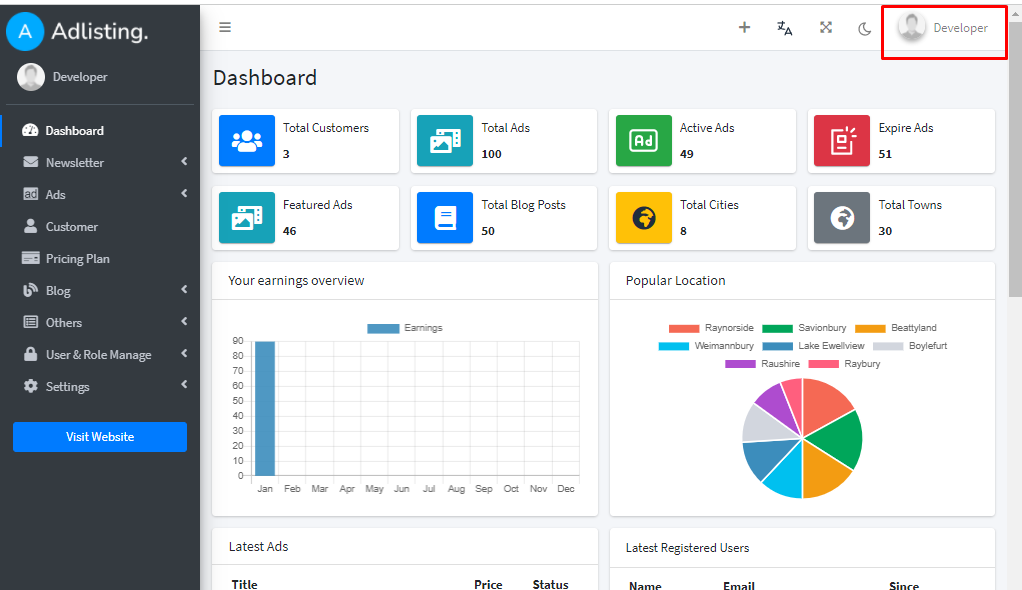 A Adlisting.
Developer
Dashboard
Newsletter
Ads
Customer
Pricing Plan
Blog
Others
User & Role Manage
Settings
Visit Website
Developer
Dashboard
Total Customers
3
Total Ads
100
Active Ads
49
Expire Ads
51
Featured Ads
46
Total Blog Posts
50
Total Cities
8
Total Towns
30
Your earnings overview
Earnings
90
80
70
60
50
40
30
20
10
0
Jan Feb Mar Apr May Jun Jul Aug Sep Oct Nov Dec
Popular Location
Raynorside Savionbury Beattyland
Weimannbury Lake Ewellview Boylefurt
Raushire Raybury
Latest Ads
Title Price Status
Latest Registered Users
Name Email Since